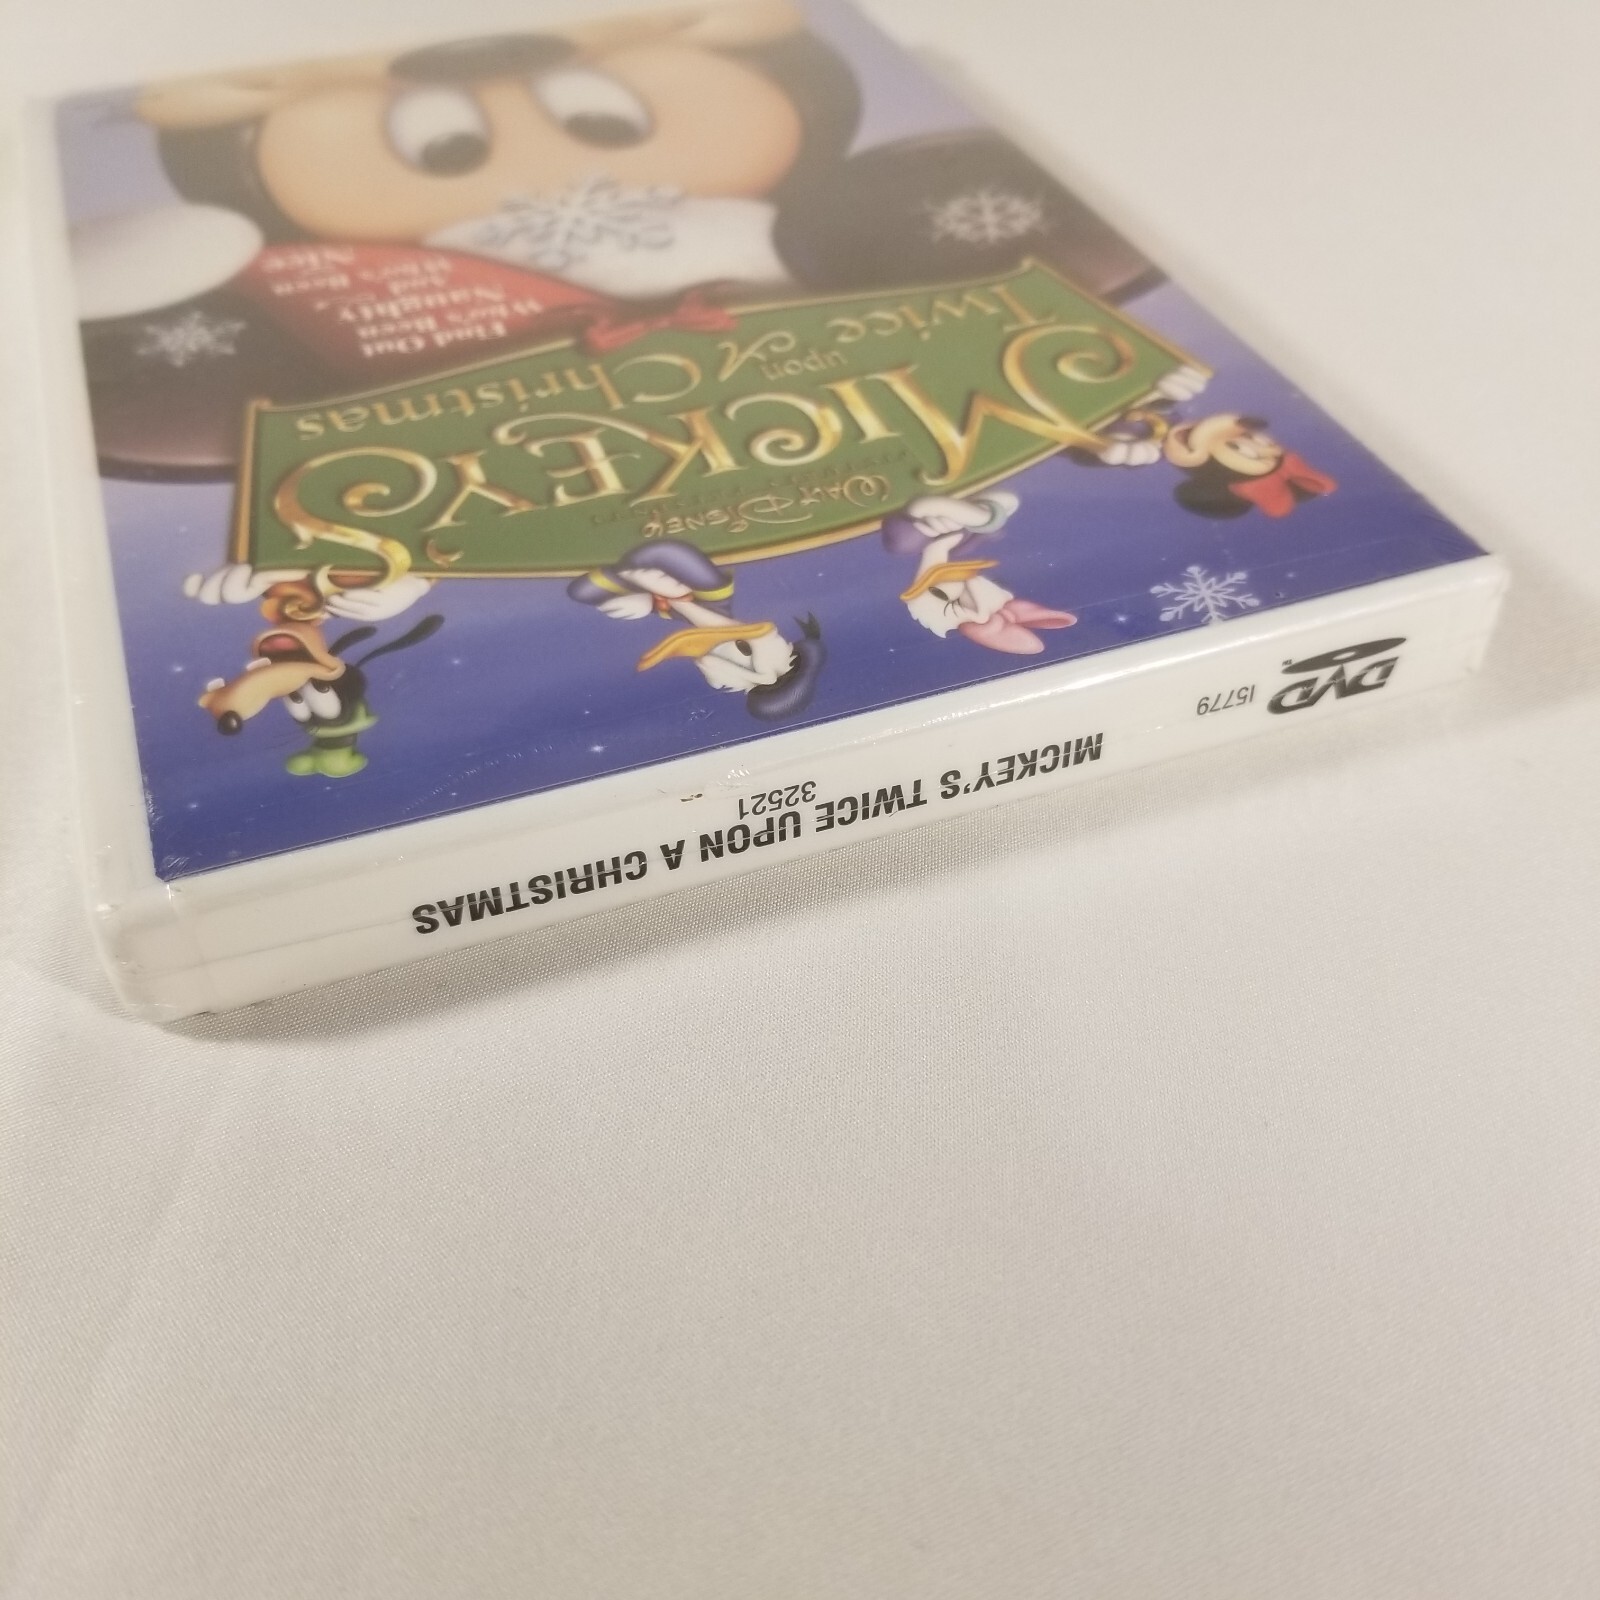 WALT DISNEY
MICKEY'S
Twice upon A Christmas
Find Out
Who's Been
Naughty
And
Who's Been
Nice
DVD
I5779
MICKEY'S TWICE UPON A CHRISTMAS
32521